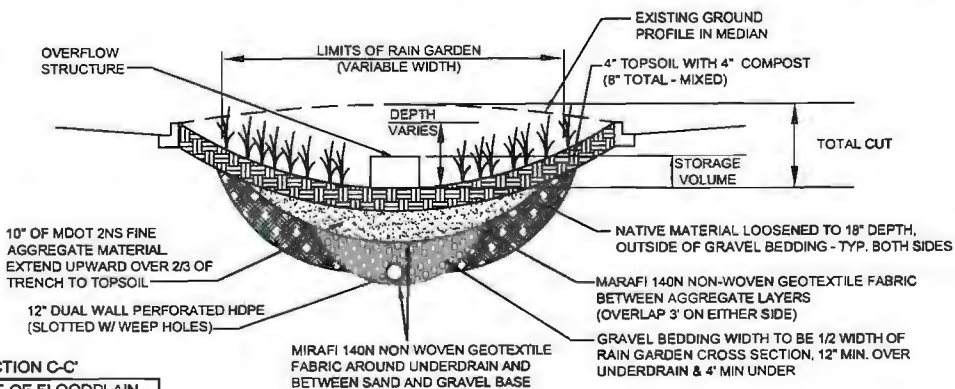 EXISTING GROUND
PROFILE IN MEDIAN
OVERFLOW
STRUCTURE
LIMITS OF RAIN GARDEN
(VARIABLE WIDTH)
4" TOPSOIL WITH 4" COMPOST
(8" TOTAL - MIXED)
DEPTH
VARIES
TOTAL CUT
STORAGE
VOLUME
10" OF MDOT 2NS FINE
AGGREGATE MATERIAL
EXTEND UPWARD OVER 2/3 OF
TRENCH TO TOPSOIL
NATIVE MATERIAL LOOSENED TO 18" DEPTH,
OUTSIDE OF GRAVEL BEDDING - TYP. BOTH SIDES
MARAFI 140N NON-WOVEN GEOTEXTILE FABRIC
BETWEEN AGGREGATE LAYERS
(OVERLAP 3' ON EITHER SIDE)
12" DUAL WALL PERFORATED HDPE
(SLOTTED W/ WEEP HOLES)
MIRAFI 140N NON WOVEN GEOTEXTILE
FABRIC AROUND UNDERDRAIN AND
BETWEEN SAND AND GRAVEL BASE
GRAVEL BEDDING WIDTH TO BE 1/2 WIDTH OF
RAIN GARDEN CROSS SECTION, 12" MIN. OVER
UNDERDRAIN & 4' MIN UNDER
CTION C-C'
OF FLOODPLAIN